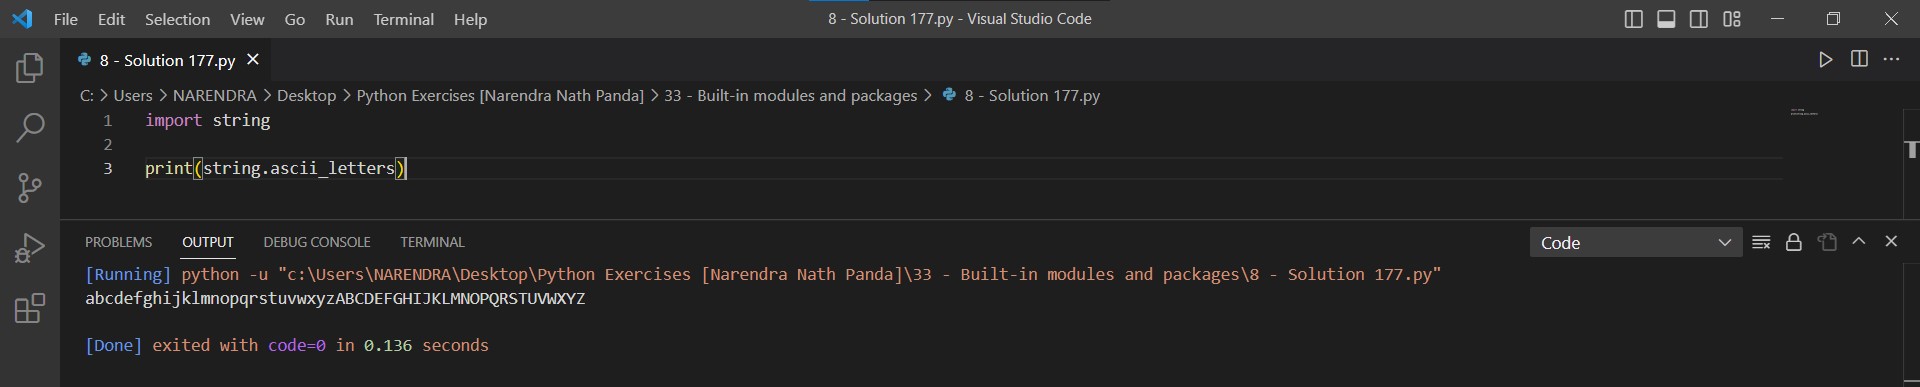 File Edit Selection View Go Run Terminal Help
8 - Solution 177.py - Visual Studio Code
8 - Solution 177.py
C: > Users > NARENDRA > Desktop > Python Exercises [Narendra Nath Panda] > 33 - Built-in modules and packages > 8 - Solution 177.py
1 import string
2
3 print(string.ascii_letters)
PROBLEMS OUTPUT DEBUG CONSOLE TERMINAL
Code
[Running] python -u "c:\Users\NARENDRA\Desktop\Python Exercises [Narendra Nath Panda]\33 - Built-in modules and packages\8 - Solution 177.py"
abcdefghijklmnopqrstuvwxyzABCDEFGHIJKLMNOPQRSTUVWXYZ
[Done] exited with code=0 in 0.136 seconds